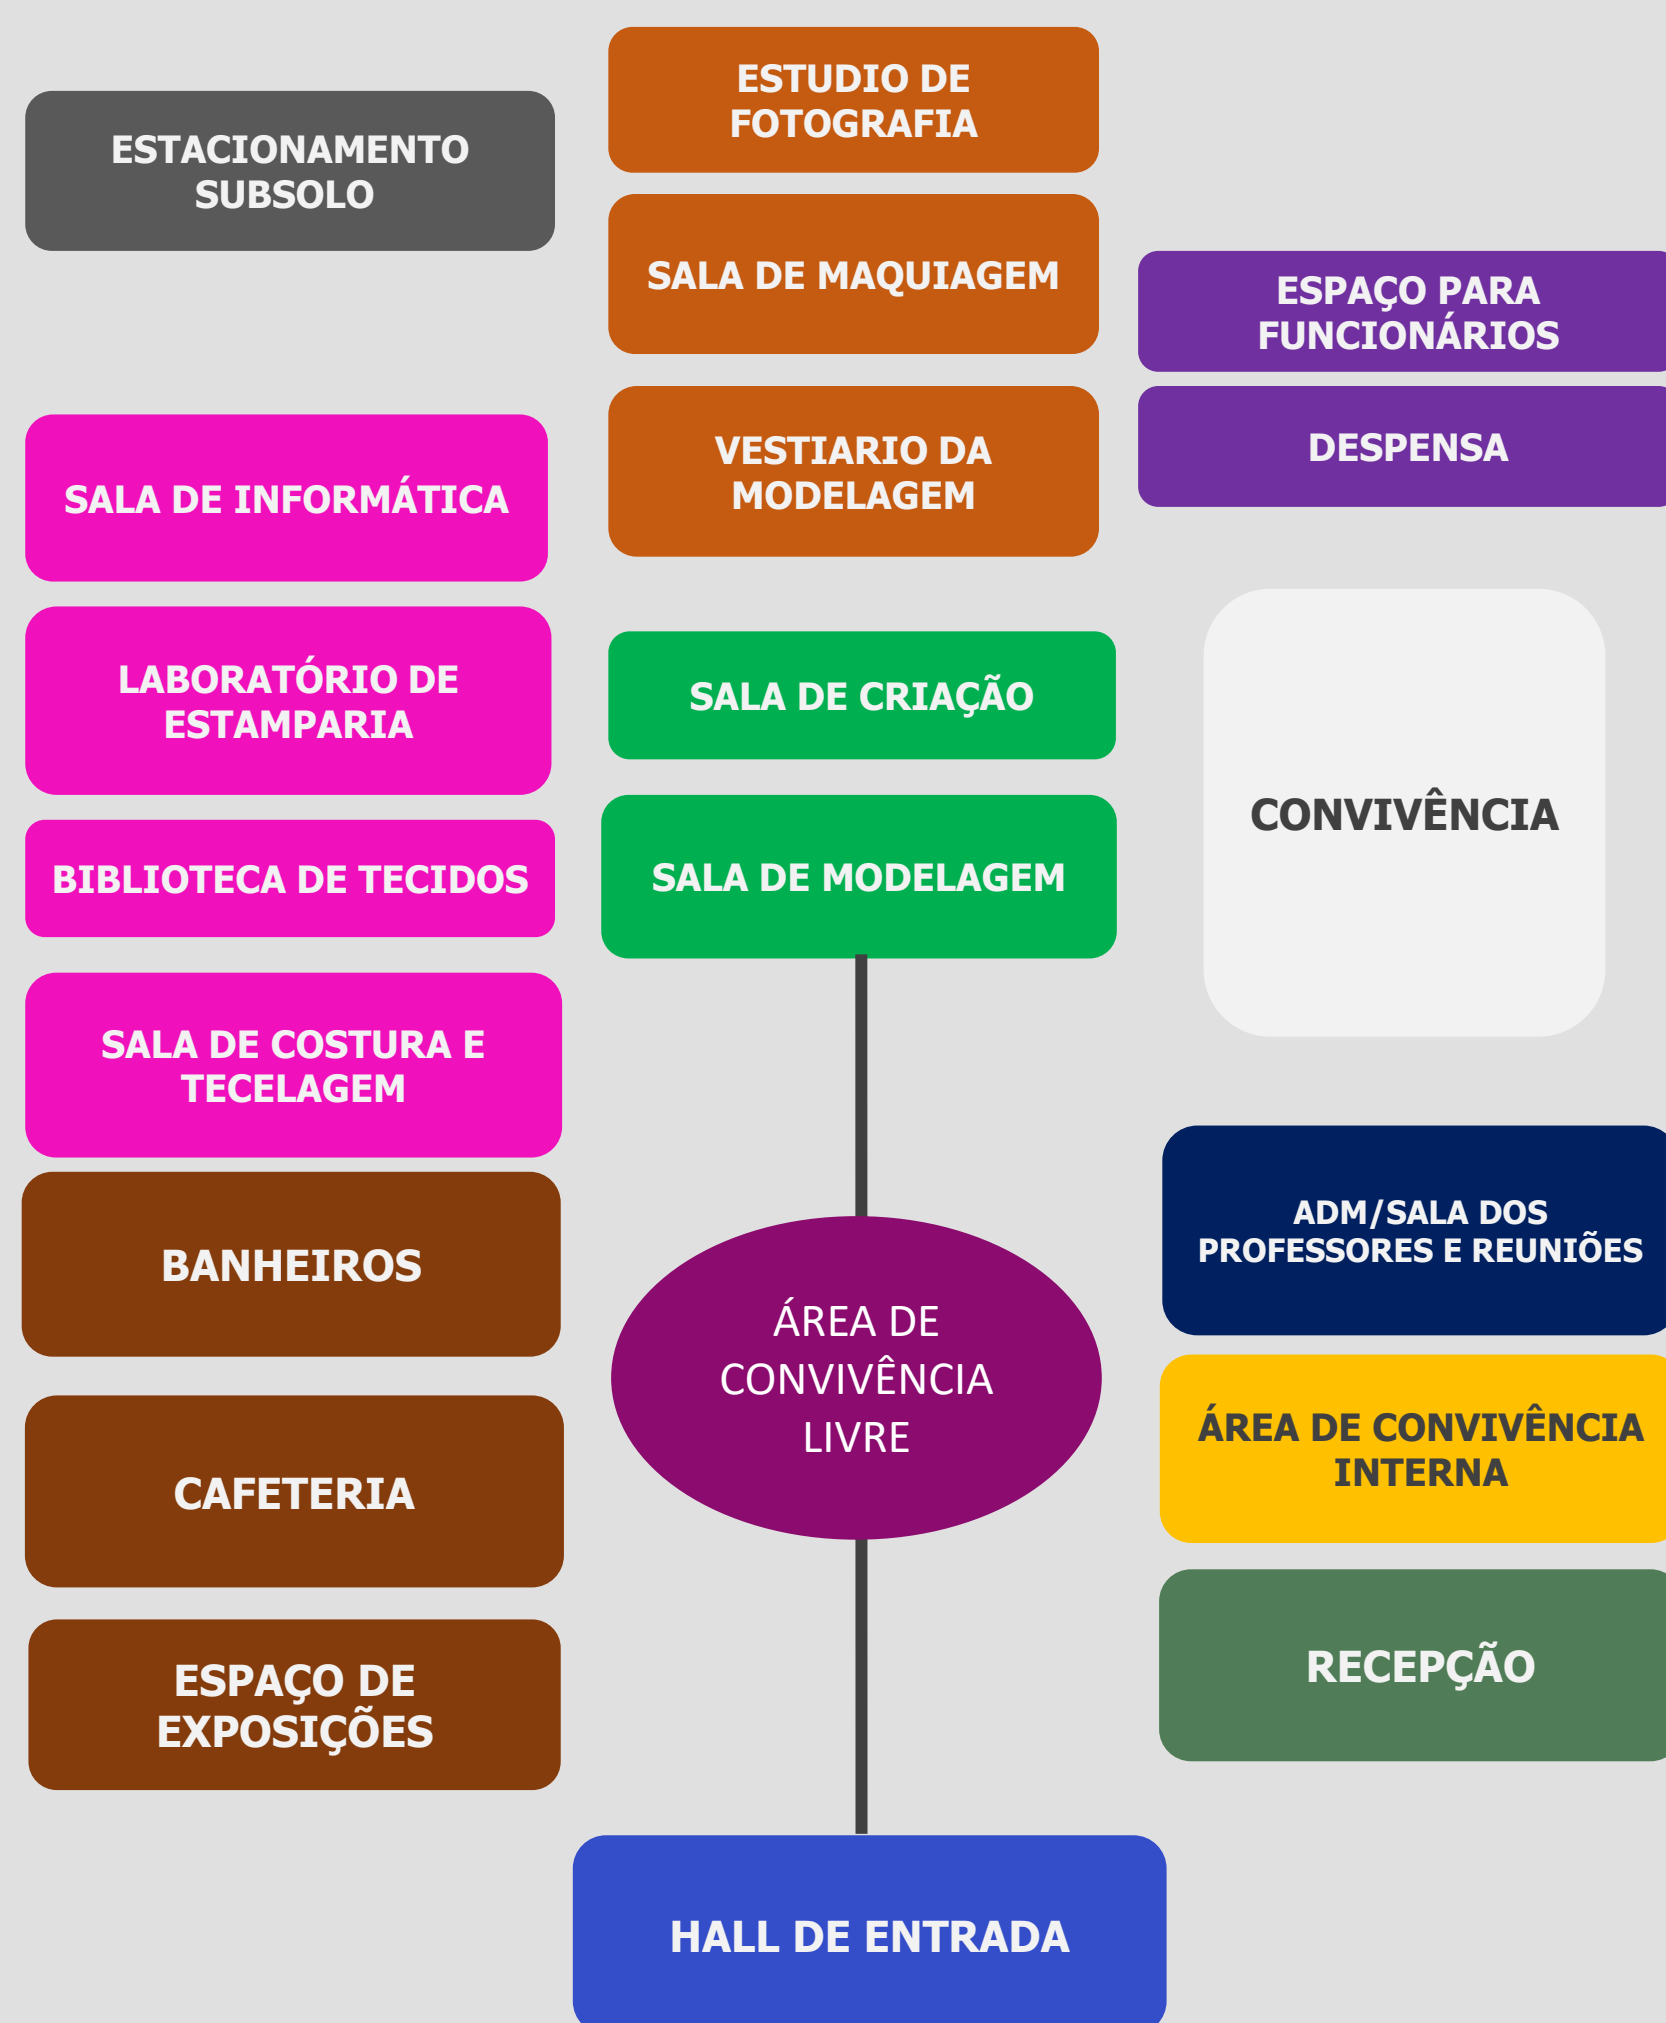 ESTACIONAMENTO
SUBSOLO
SALA DE INFORMÁTICA
LABORATÓRIO DE
ESTAMPARIA
BIBLIOTECA DE TECIDOS
SALA DE COSTURA E
TECELAGEM
BANHEIROS
CAFETERIA
ESPAÇO DE
EXPOSIÇÕES
ESTUDIO DE
FOTOGRAFIA
SALA DE MAQUIAGEM
VESTIARIO DA
MODELAGEM
SALA DE CRIAÇÃO
SALA DE MODELAGEM
ÁREA DE
CONVIVÊNCIA
LIVRE
HALL DE ENTRADA
ESPAÇO PARA
FUNCIONÁRIOS
DESPENSA
CONVIVÊNCIA
ADM/SALA DOS
PROFESSORES E REUNIÕES
ÁREA DE CONVIVÊNCIA
INTERNA
RECEPÇÃO